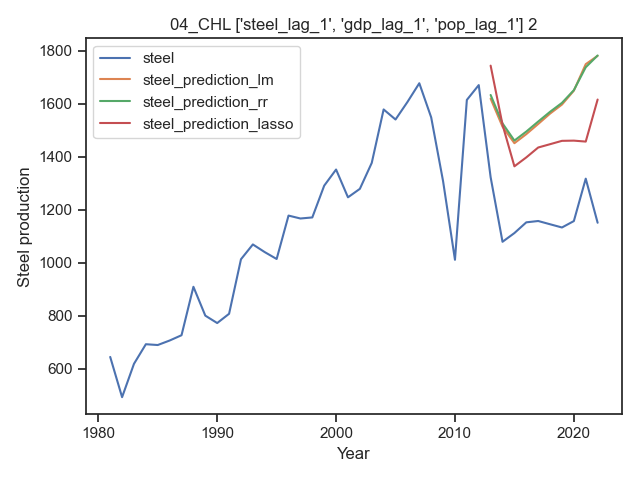 04_CHL ['steel_lag_1', 'gdp_lag_1', 'pop_lag_1'] 2
steel
steel_prediction_lm
steel_prediction_rr
steel_prediction_lasso
Steel production
1800
1600
1400
1200
1000
800
600
1980
1990
2000
2010
2020
Year